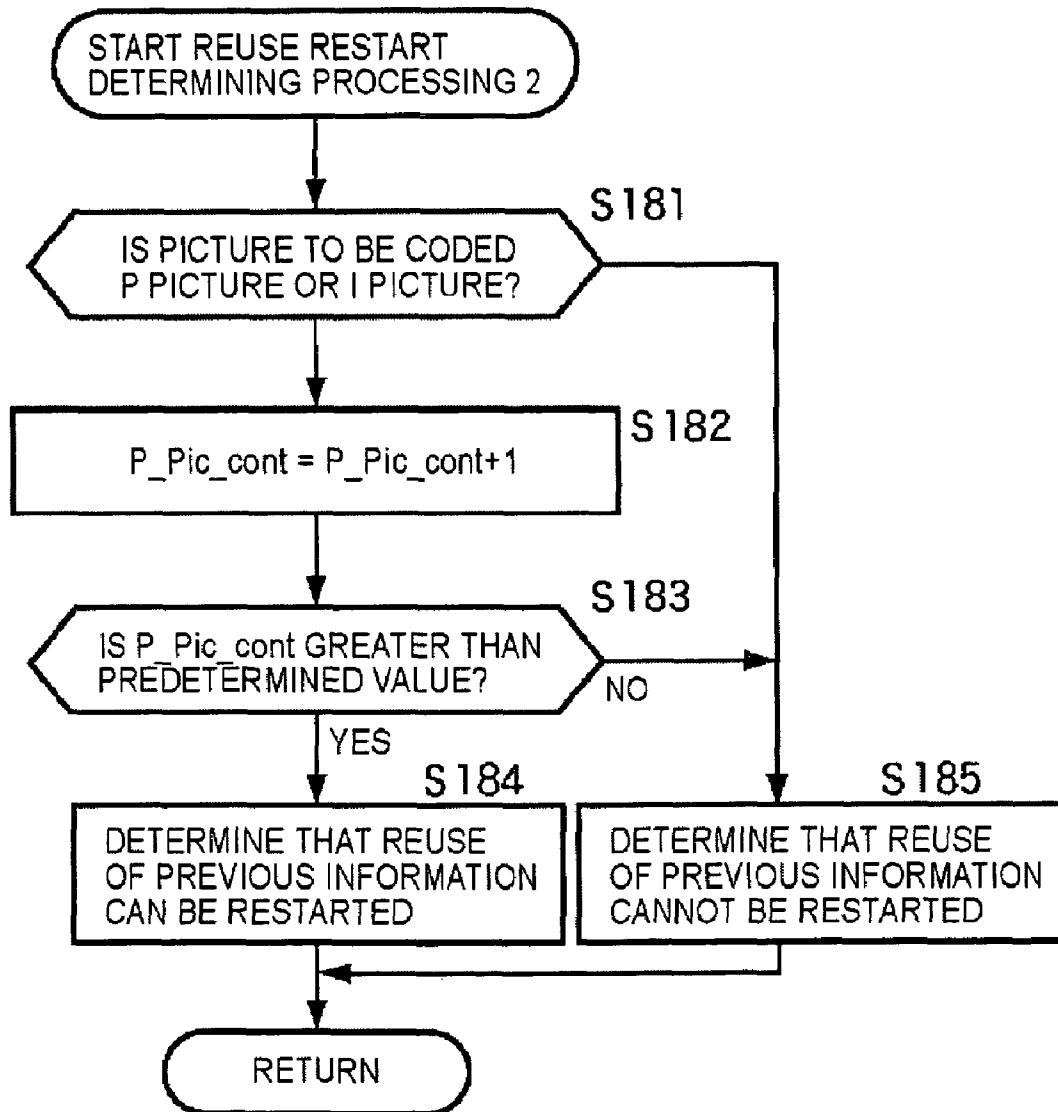 START REUSE RESTART
DETERMINING PROCESSING 2
S181
IS PICTURE TO BE CODED
P PICTURE OR I PICTURE?
S182
P_Pic_cont = P_Pic_cont+1
S183
IS P_Pic_cont GREATER THAN
PREDETERMINED VALUE?
NO
YES
S184
DETERMINE THAT REUSE
OF PREVIOUS INFORMATION
CAN BE RESTARTED
S185
DETERMINE THAT REUSE
OF PREVIOUS INFORMATION
CANNOT BE RESTARTED
RETURN